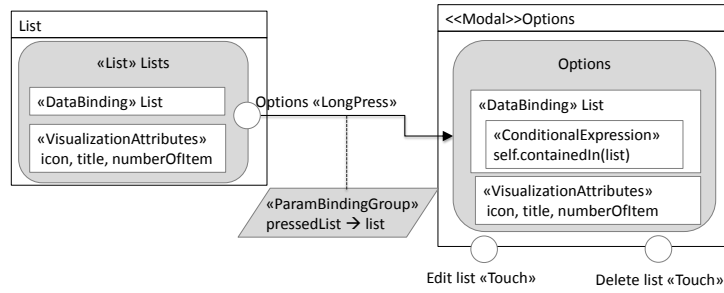 List
«List» Lists
«DataBinding» List
«VisualizationAttributes»
icon, title, numberOfItem
Options «LongPress»
«ParamBindingGroup»
pressedList → list
<<Modal>>Options
Options
«DataBinding» List
«ConditionalExpression»
self.containedIn(list)
«VisualizationAttributes»
icon, title, numberOfItem
Edit list «Touch»
Delete list «Touch»